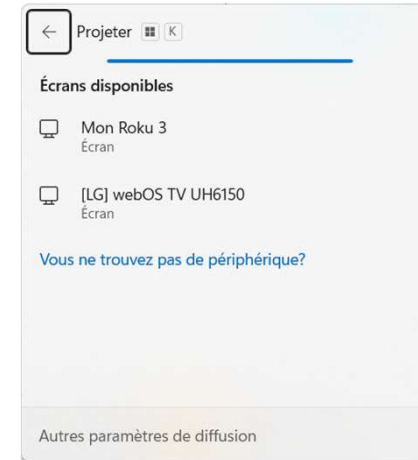 Projeter K
Écrans disponibles
Mon Roku 3
Écran
[LG] webOS TV UH6150
Écran
Vous ne trouvez pas de périphérique?
Autres paramètres de diffusion